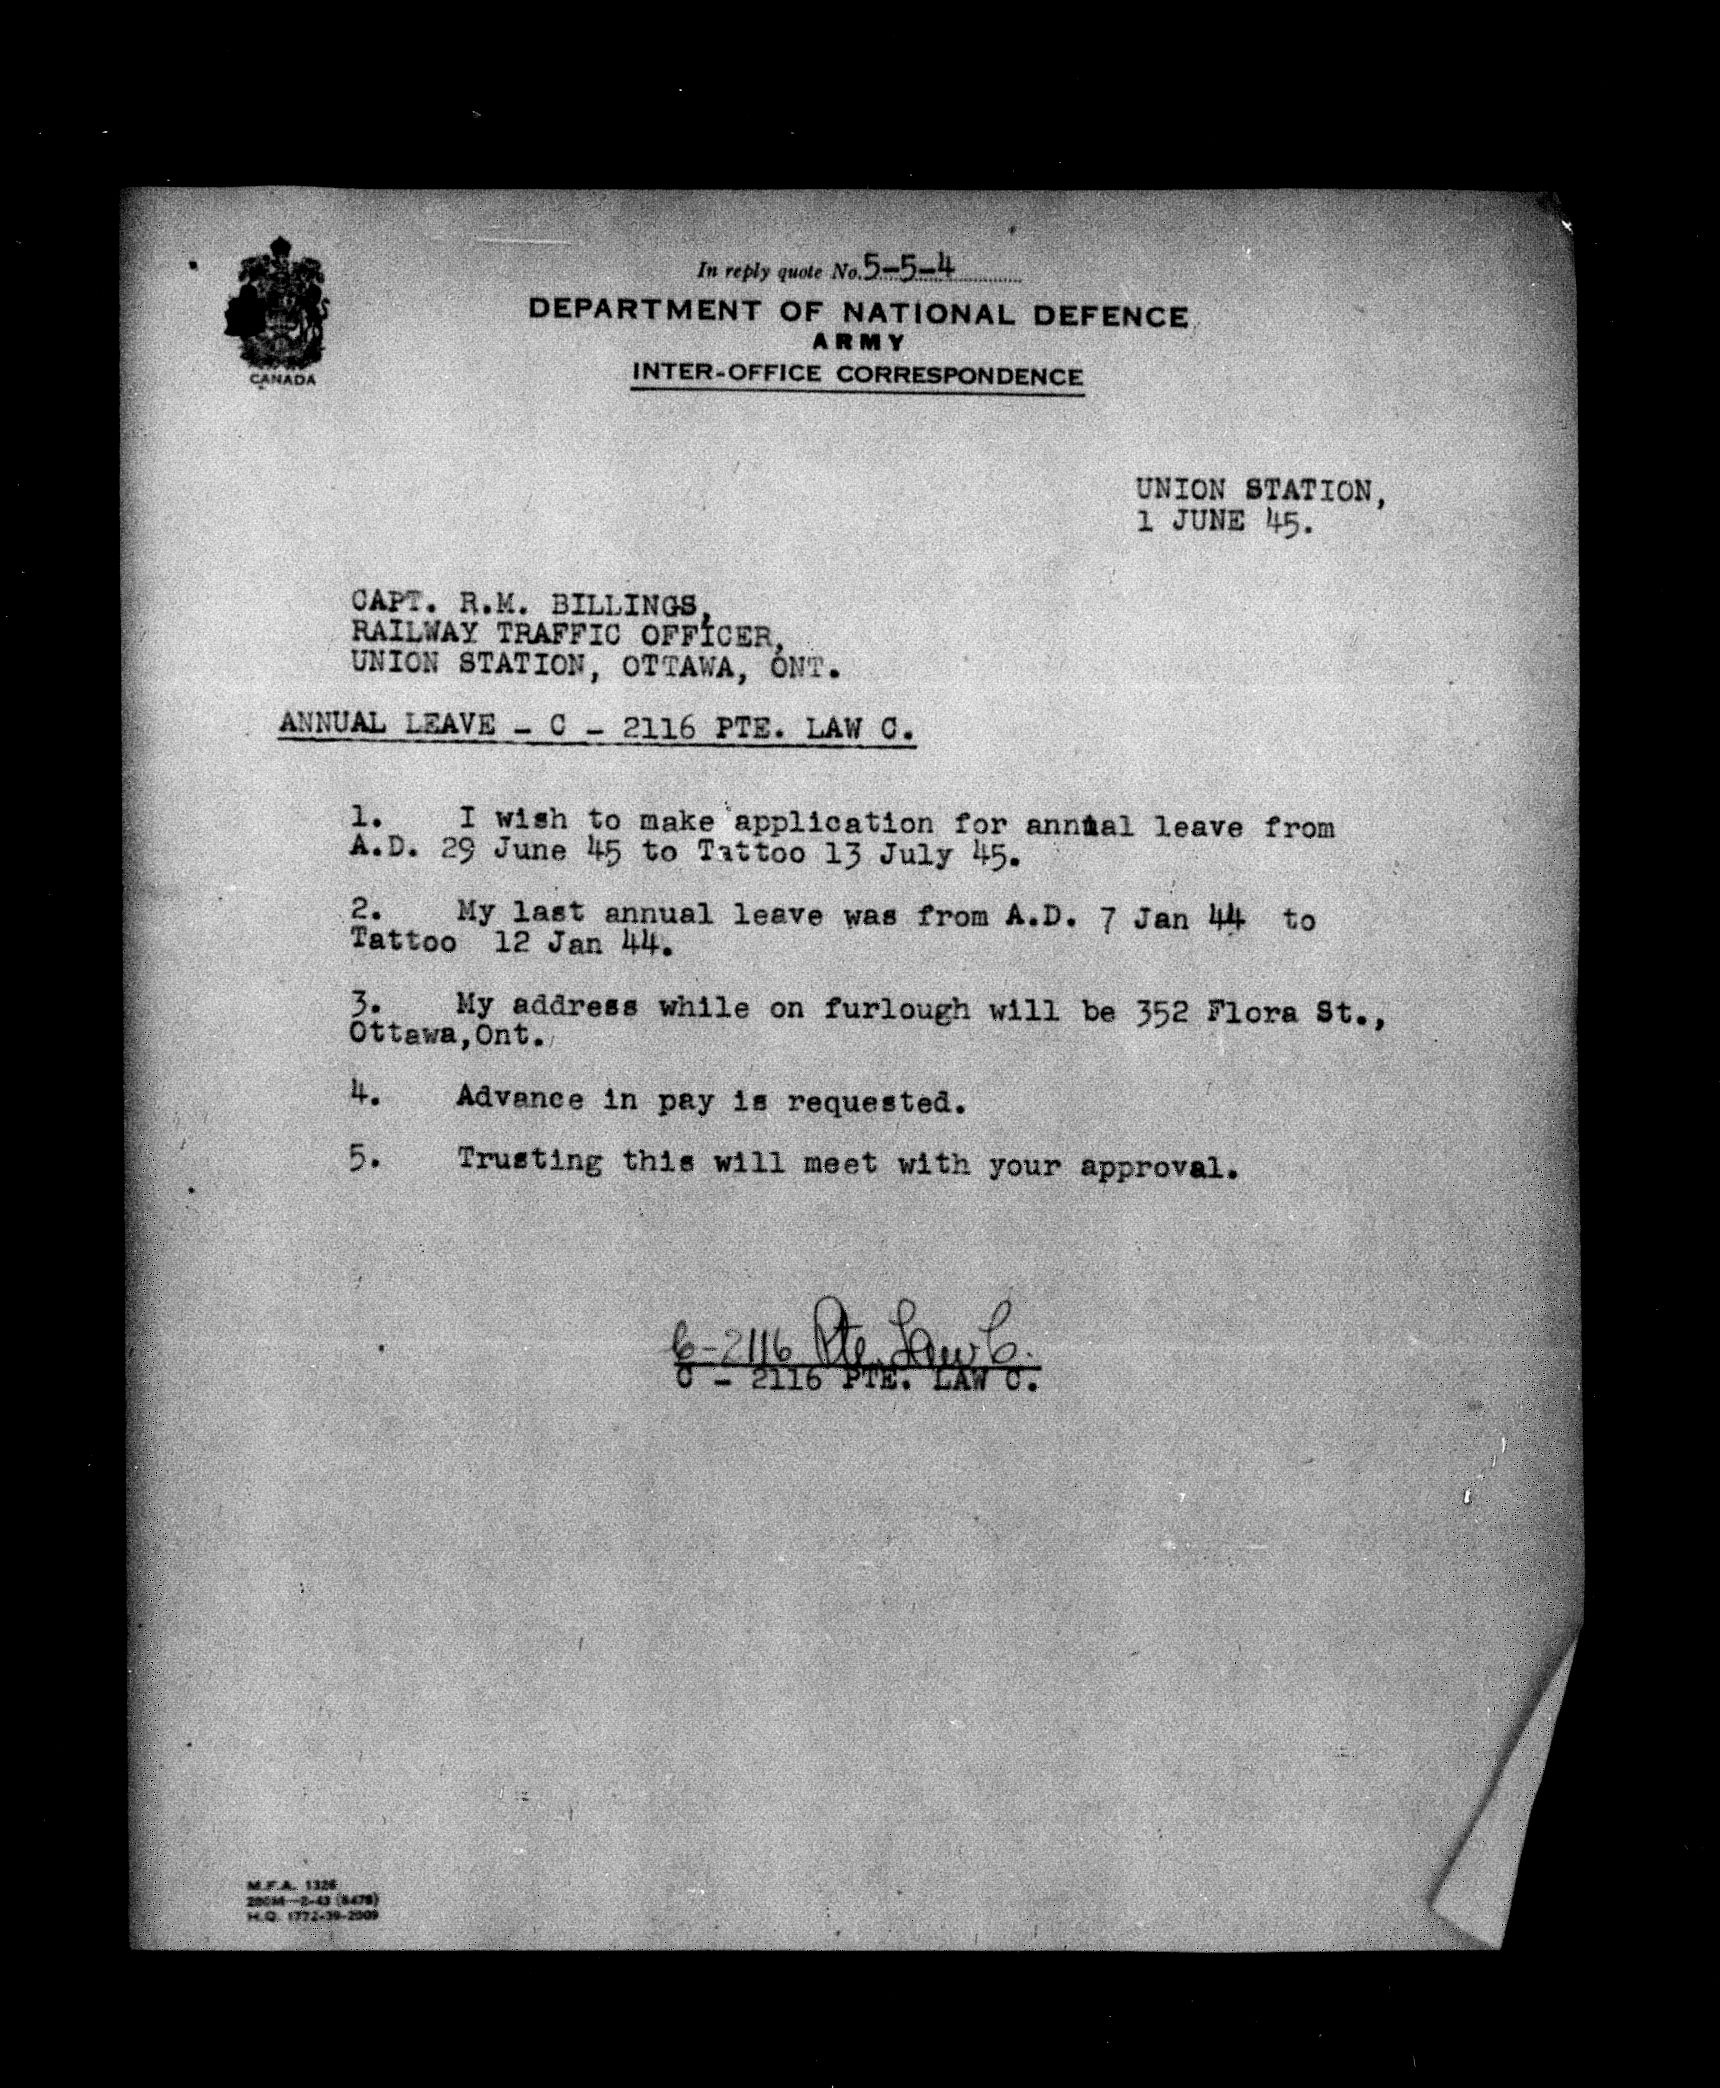 In reply quote No. 5-5-4
DEPARTMENT OF NATIONAL DEFENCE
ARMY
INTER-OFFICE CORRESPONDENCE
CANADA
UNION STATION,
1 JUNE 45.
CAPT. R.M. BILLINGS,
RAILWAY TRAFFIC OFFICER,
UNION STATION, OTTAWA, ONT.
ANNUAL LEAVE - C - 2116 PTE. LAW C.
1. I wish to make application for annual leave from
A.D. 29 June 45 to Tattoo 13 July 45.
2. My last annual leave was from A.D. 7 Jan 44 to
Tattoo 12 Jan 44.
3. My address while on furlough will be 352 Flora St.,
Ottawa,Ont.
4. Advance in pay is requested.
5. Trusting this will meet with your approval.
C-2116 Pte. Law C.
C - 2116 PTE. LAW C.
M.F.A. 1326
H.Q. 1772-39-2009